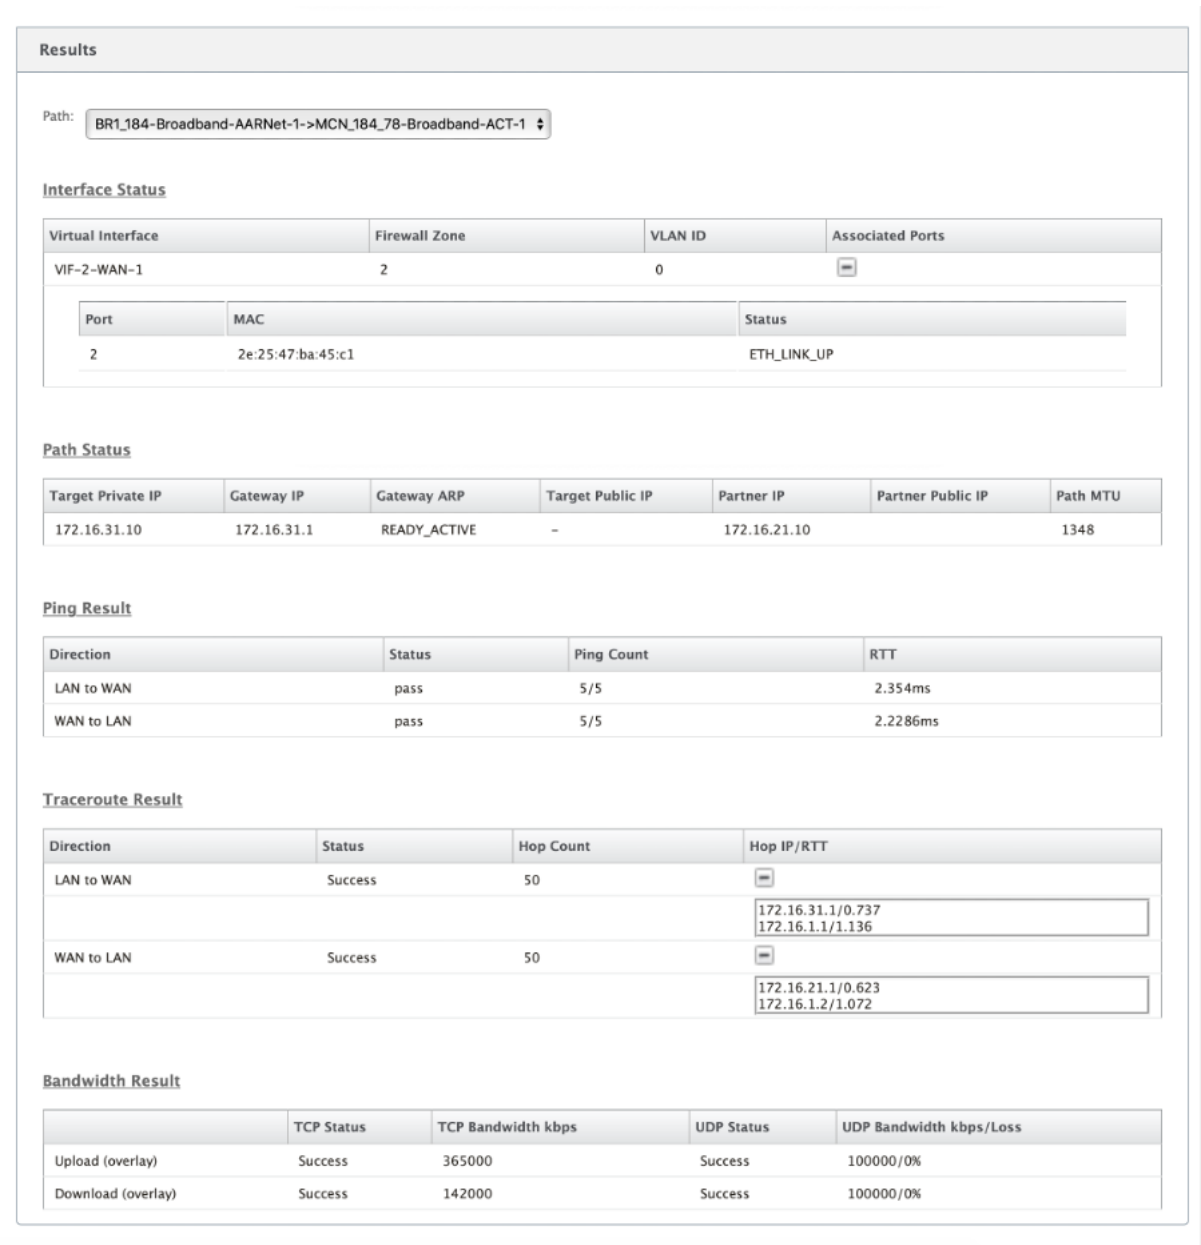 Results
Path: BR1_184-Broadband-AARNet-1->MCN_184_78-Broadband-ACT-1
Interface Status
Virtual Interface Firewall Zone VLAN ID Associated Ports
VIF-2-WAN-1 2 0
Port MAC Status
2 2e:25:47:ba:45:c1 ETH_LINK_UP
Path Status
Target Private IP Gateway IP Gateway ARP Target Public IP Partner IP Partner Public IP Path MTU
172.16.31.10 172.16.31.1 READY_ACTIVE - 172.16.21.10 1348
Ping Result
Direction Status Ping Count RTT
LAN to WAN pass 5/5 2.354ms
WAN to LAN pass 5/5 2.2286ms
Traceroute Result
Direction Status Hop Count Hop IP/RTT
LAN to WAN Success 50
172.16.31.1/0.737
172.16.1.1/1.136
WAN to LAN Success 50
172.16.21.1/0.623
172.16.1.2/1.072
Bandwidth Result
TCP Status TCP Bandwidth kbps UDP Status UDP Bandwidth kbps/Loss
Upload (overlay) Success 365000 Success 100000/0%
Download (overlay) Success 142000 Success 100000/0%